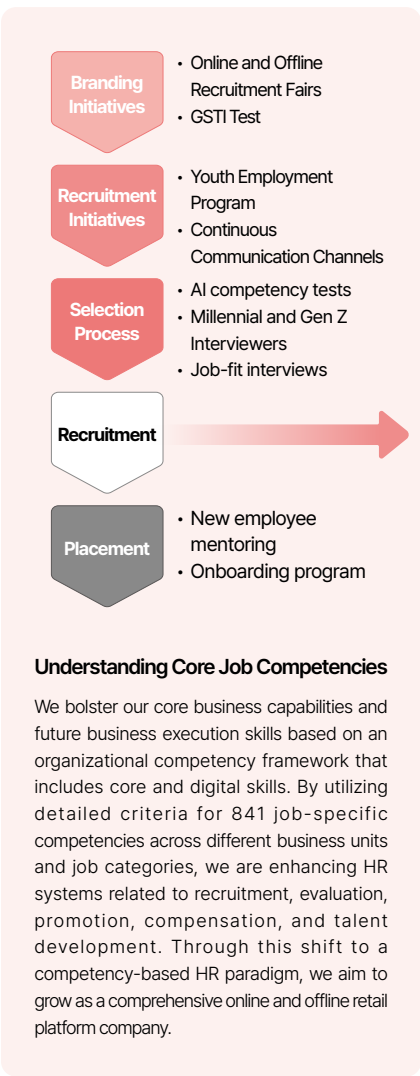 Branding
Initiatives
• Online and Offline
Recruitment Fairs
• GSTI Test
Recruitment
Initiatives
• Youth Employment
Program
• Continuous
Communication Channels
Selection
Process
• AI competency tests
• Millennial and Gen Z
Interviewers
• Job-fit interviews
Recruitment
Placement
• New employee
mentoring
• Onboarding program
Understanding Core Job Competencies
We bolster our core business capabilities and
future business execution skills based on an
organizational competency framework that
includes core and digital skills. By utilizing
detailed criteria for 841 job-specific
competencies across different business units
and job categories, we are enhancing HR
systems related to recruitment, evaluation,
promotion, compensation, and talent
development. Through this shift to a
competency-based HR paradigm, we aim to
grow as a comprehensive online and offline retail
platform company.